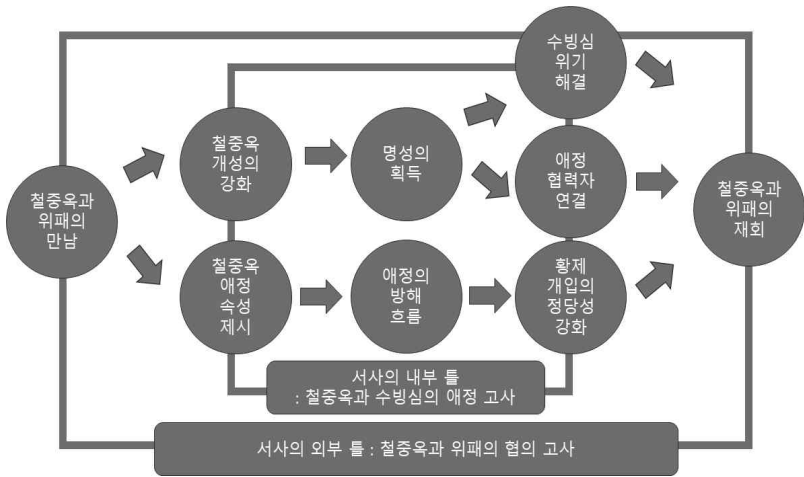 철중옥과
위패의
만남
철중옥
개성의
강화
명성의
획득
수빙심
위기
해결
애정
협력자
연결
철중옥
애정
속성
제시
애정의
방해
흐름
황제
개입의
정당성
강화
철중옥과
위패의
재회
서사의 내부 틀
: 철중옥과 수빙심의 애정 고사
서사의 외부 틀 : 철중옥과 위패의 협의 고사